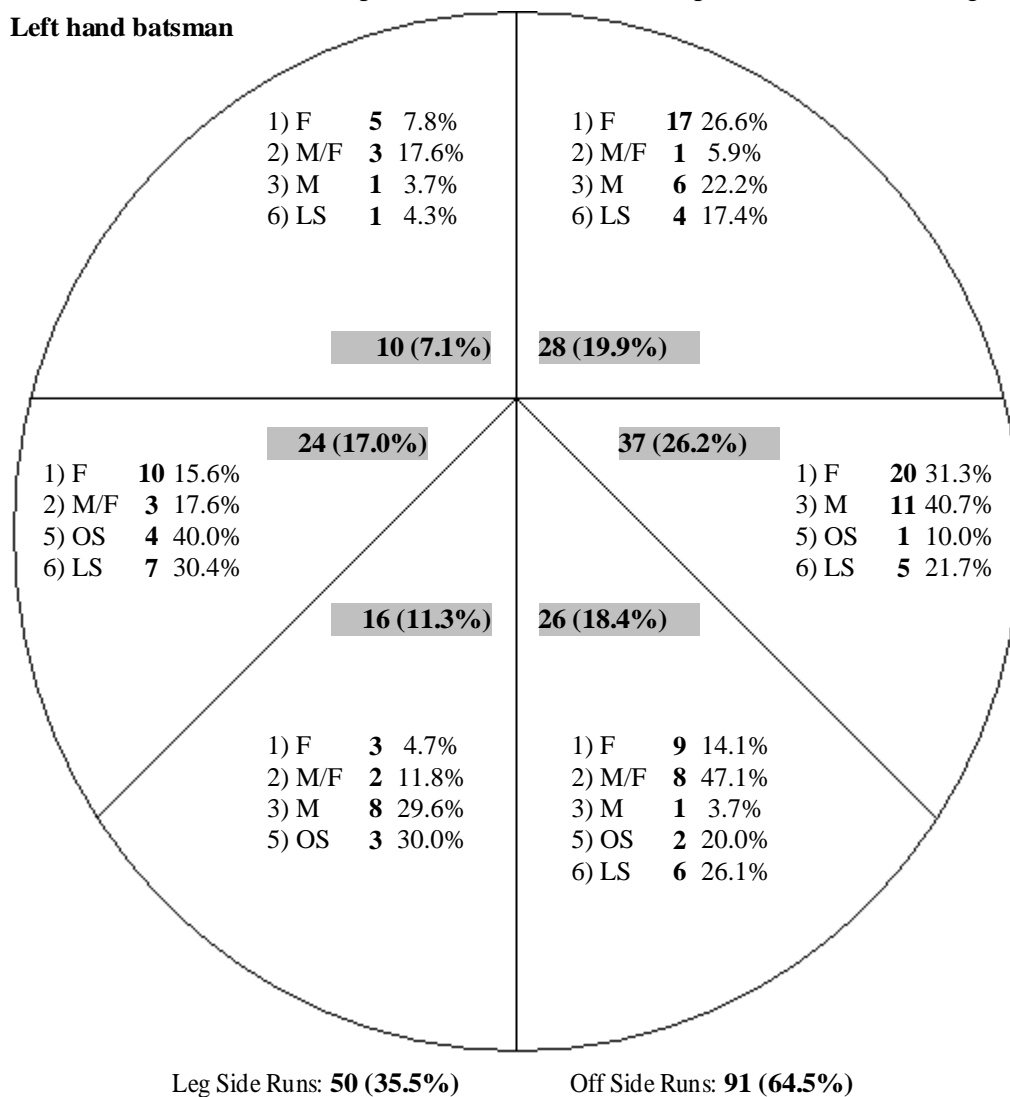 Left hand batsman
1) F 5 7.8%
2) M/F 3 17.6%
3) M 1 3.7%
6) LS 1 4.3%
1) F 17 26.6%
2) M/F 1 5.9%
3) M 6 22.2%
6) LS 4 17.4%
10 (7.1%)
28 (19.9%)
24 (17.0%)
37 (26.2%)
1) F 10 15.6%
2) M/F 3 17.6%
5) OS 4 40.0%
6) LS 7 30.4%
1) F 20 31.3%
3) M 11 40.7%
5) OS 1 10.0%
6) LS 5 21.7%
16 (11.3%)
26 (18.4%)
1) F 3 4.7%
2) M/F 2 11.8%
3) M 8 29.6%
5) OS 3 30.0%
1) F 9 14.1%
2) M/F 8 47.1%
3) M 1 3.7%
5) OS 2 20.0%
6) LS 6 26.1%
Leg Side Runs: 50 (35.5%)
Off Side Runs: 91 (64.5%)